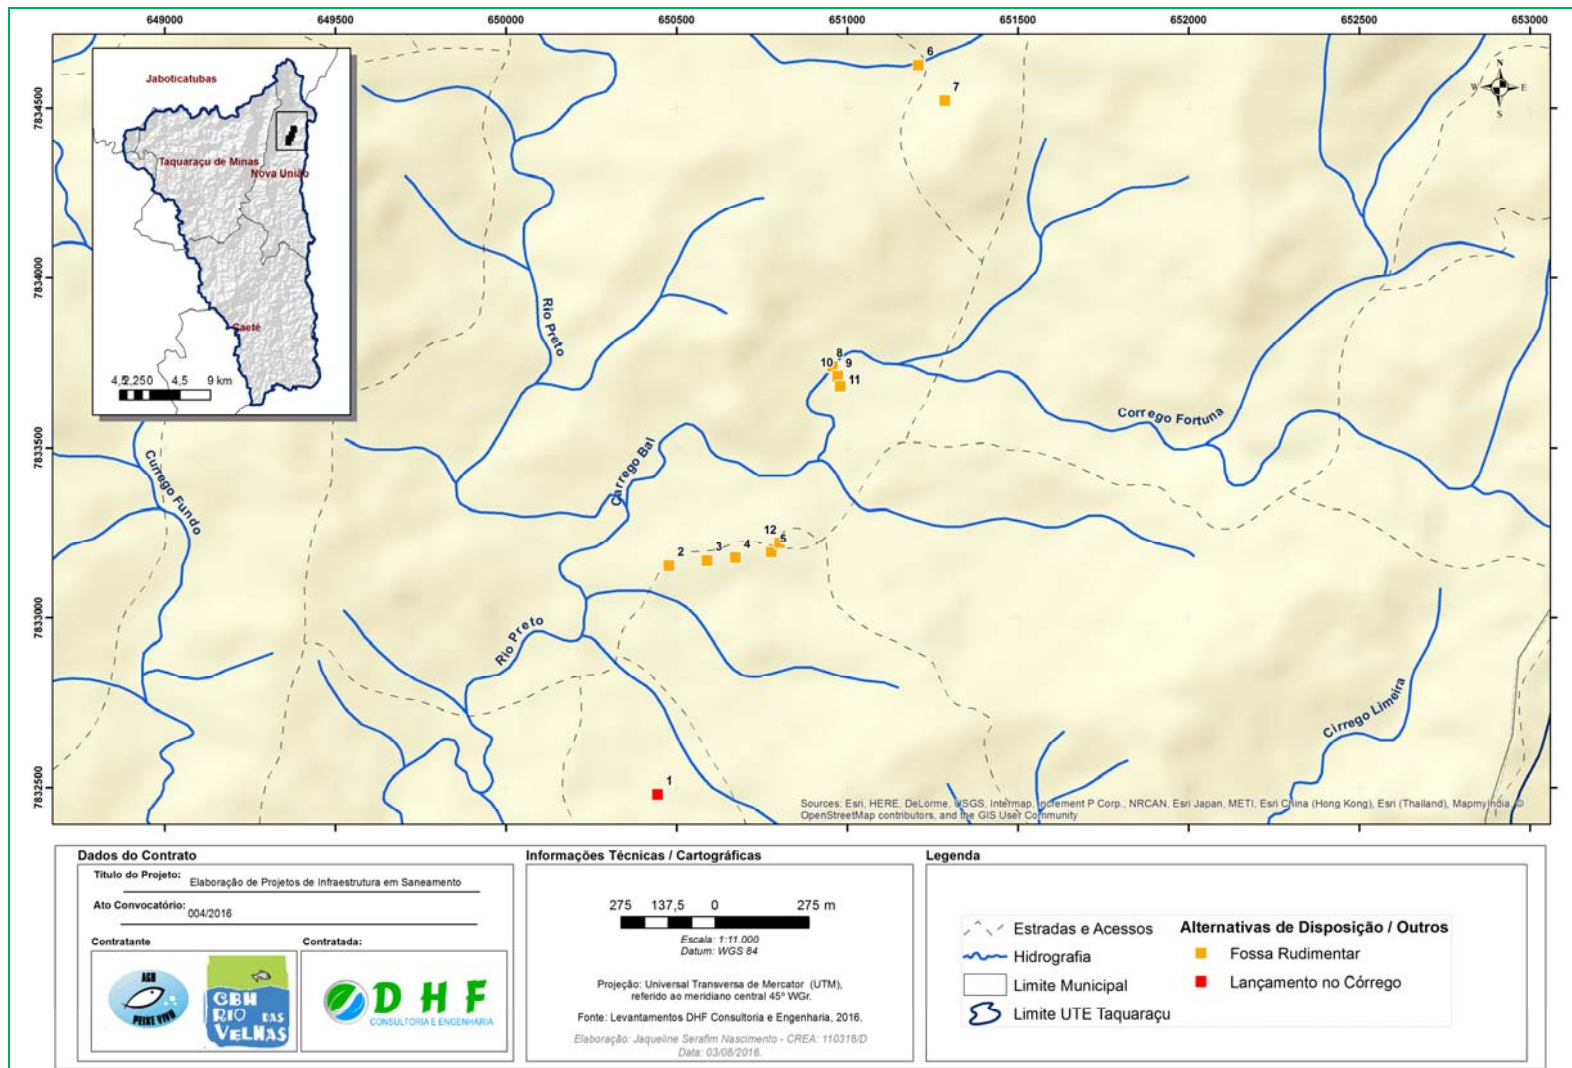 649000 649500 650000 650500 651000 651500 652000 652500 653000
7834500
7834000
7833500
7833000
7832500
Jaboticatubas
Taquaraçu de Minas
Nova União
Caeté
4,52,250 4,5 9 km
N
W E
S
6
7
Rio Preto
8
10 9
11
Corrego Fortuna
Carrego Bal
Currego Fundo
12
2 3 4 5
Rio Preto
Cirrego Limeira
1
Sources: Esri, HERE, DeLorme, USGS, Intermap, increment P Corp., NRCAN, Esri Japan, METI, Esri China (Hong Kong), Esri (Thailand), MapmyIndia, ©
OpenStreetMap contributors, and the GIS User Community
Dados do Contrato
Título do Projeto: Elaboração de Projetos de Infraestrutura em Saneamento
Ato Convocatório: 004/2016
Contratante Contratada:
AGB
PEIXE VIVO
CBH
RIO DAS
VELHAS
DHF
CONSULTORIA E ENGENHARIA
Informações Técnicas / Cartográficas
275 137,5 0 275 m
Escala: 1:11.000
Datum: WGS 84
Projeção: Universal Transversa de Mercator (UTM),
referido ao meridiano central 45º WGr.
Fonte: Levantamentos DHF Consultoria e Engenharia, 2016.
Elaboração: Jaqueline Serafim Nascimento - CREA: 110318/D
Data: 03/08/2016.
Legenda
Estradas e Acessos
Hidrografia
Limite Municipal
Limite UTE Taquaraçu
Alternativas de Disposição / Outros
Fossa Rudimentar
Lançamento no Córrego